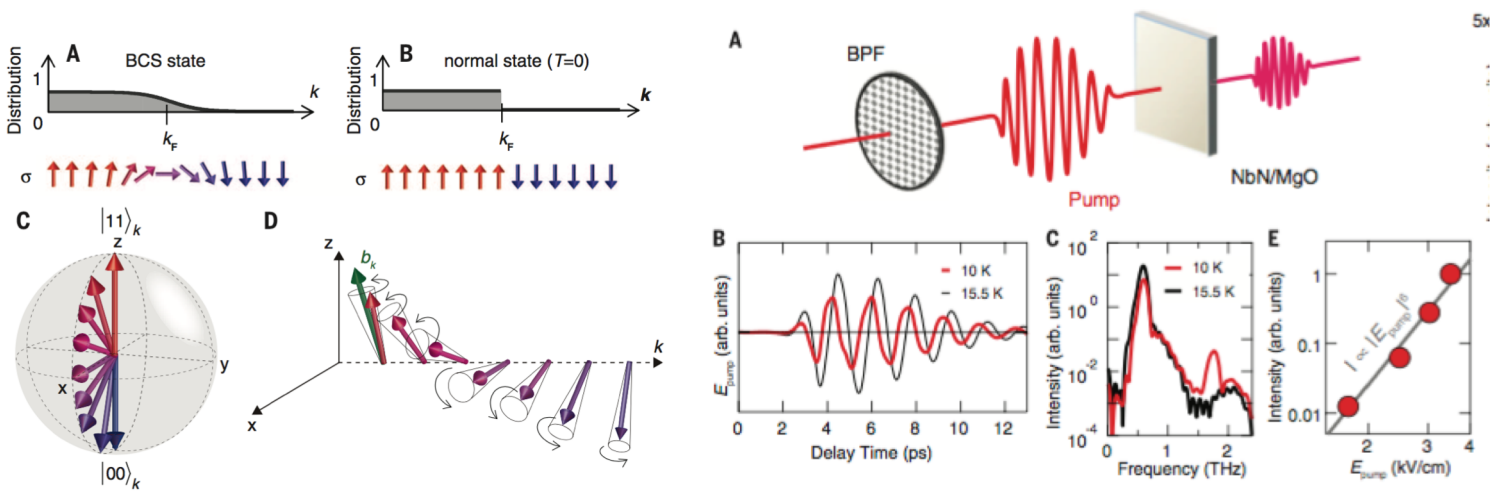 A
BCS state
Distribution
1
0
k
k_F
σ
B
normal state (T=0)
Distribution
1
0
k
k_F
σ
C
|11⟩k
z
y
x
|00⟩k
D
z
b_k
k
x
A
BPF
Pump
NbN/MgO
5x
B
E_pump (arb. units)
10 K
15.5 K
0 2 4 6 8 10 12
Delay Time (ps)
C
Intensity (arb. units)
10^2
10^0
10^-2
10^-4
10 K
15.5 K
0 1 2
Frequency (THz)
E
Intensity (arb. units)
1
0.1
0.01
I ∝ |E_pump|^6
2 3 4
E_pump (kV/cm)